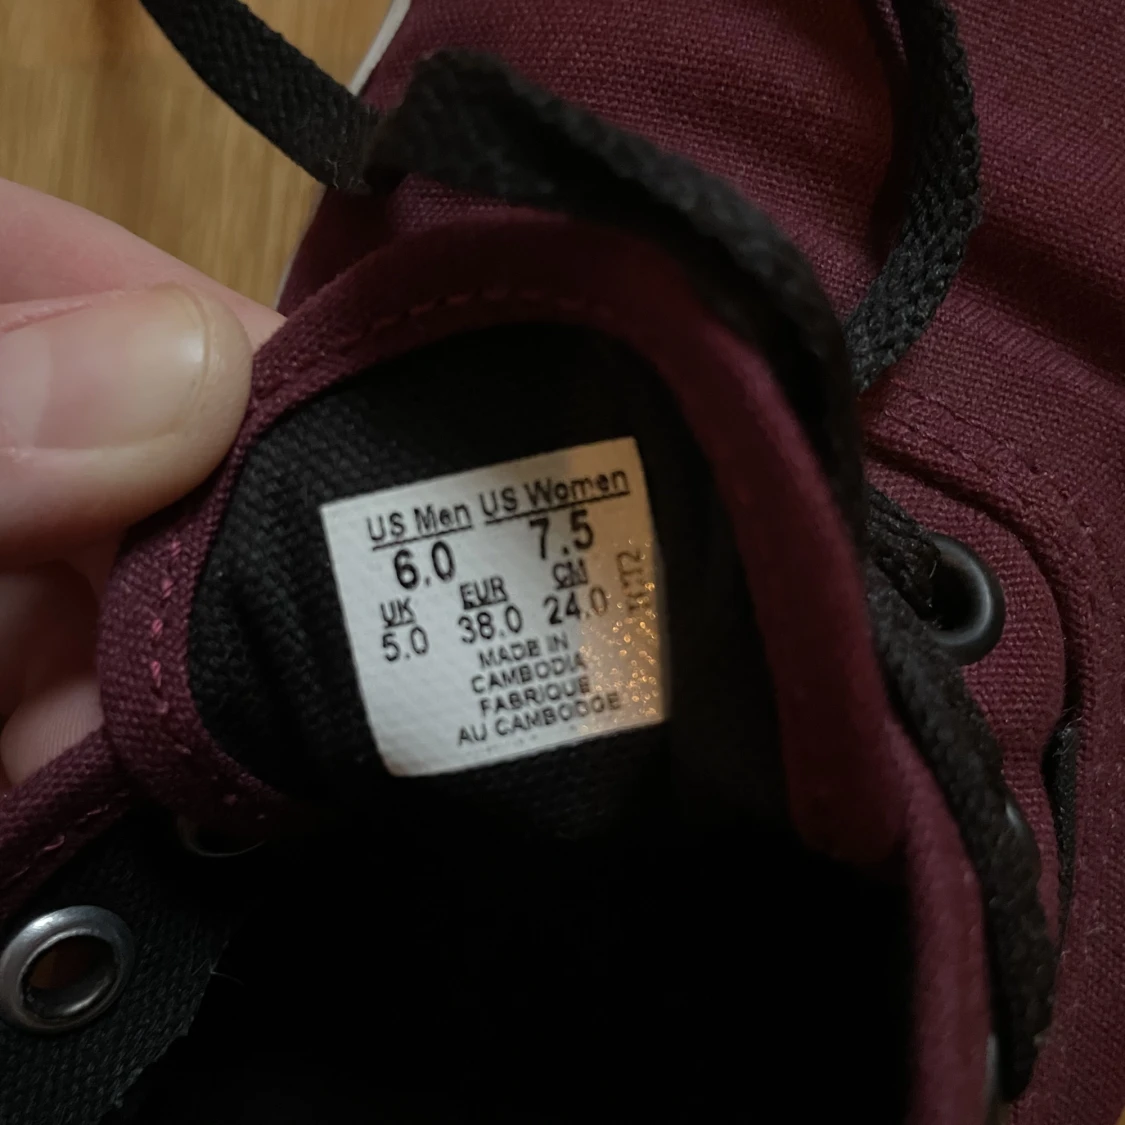 US Men US Women
6.0 7.5
UK EUR CM
5.0 38.0 24.0
MADE IN
CAMBODIA
FABRIQUE
AU CAMBODGE